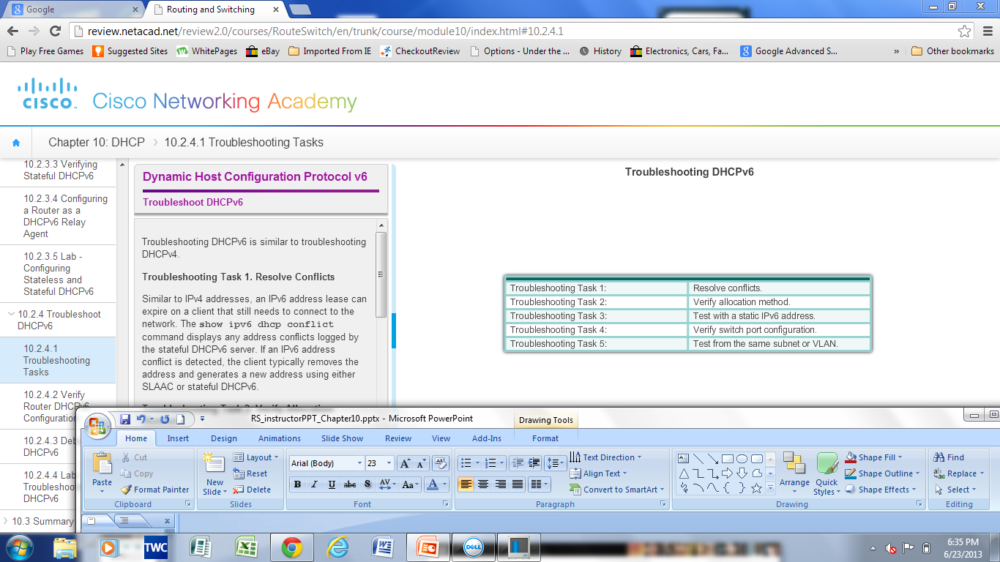 Google
Routing and Switching
review.netacad.net/review2.0/courses/RouteSwitch/en/trunk/course/module10/index.html#10.2.4.1
Play Free Games
Suggested Sites
WhitePages
eBay
Imported From IE
CheckoutReview
Options - Under the ...
History
Electronics, Cars, Fa...
Google Advanced S...
»
Other bookmarks
CISCO
Cisco Networking Academy
Chapter 10: DHCP
10.2.4.1 Troubleshooting Tasks
10.2.3.3 Verifying
Stateful DHCPv6
10.2.3.4 Configuring
a Router as a
DHCPv6 Relay
Agent
10.2.3.5 Lab -
Configuring
Stateless and
Stateful DHCPv6
10.2.4 Troubleshoot
DHCPv6
10.2.4.1
Troubleshooting
Tasks
10.2.4.2 Verify
Router DHCPv6
Configuration
10.2.4.3 Deb
DHCPv6
10.2.4.4 Lab
Troubleshoot
DHCPv6
10.3 Summary
Dynamic Host Configuration Protocol v6
Troubleshoot DHCPv6
Troubleshooting DHCPv6 is similar to troubleshooting
DHCPv4.
Troubleshooting Task 1. Resolve Conflicts
Similar to IPv4 addresses, an IPv6 address lease can
expire on a client that still needs to connect to the
network. The show ipv6 dhcp conflict
command displays any address conflicts logged by
the stateful DHCPv6 server. If an IPv6 address
conflict is detected, the client typically removes the
address and generates a new address using either
SLAAC or stateful DHCPv6.
Troubleshooting DHCPv6
Troubleshooting Task 1: Resolve conflicts.
Troubleshooting Task 2: Verify allocation method.
Troubleshooting Task 3: Test with a static IPv6 address.
Troubleshooting Task 4: Verify switch port configuration.
Troubleshooting Task 5: Test from the same subnet or VLAN.
RS_instructorPPT_Chapter10.pptx - Microsoft PowerPoint
Drawing Tools
Home
Insert
Design
Animations
Slide Show
Review
View
Add-Ins
Format
Paste
Cut
Copy
Format Painter
Clipboard
New
Slide
Layout
Reset
Delete
Slides
Arial (Body)
23
B I U abc S AV Aa A
Font
Text Direction
Align Text
Convert to SmartArt
Paragraph
Arrange
Quick
Styles
Shape Fill
Shape Outline
Shape Effects
Drawing
Find
Replace
Select
Editing
TWC
DELL
6:35 PM
6/23/2013